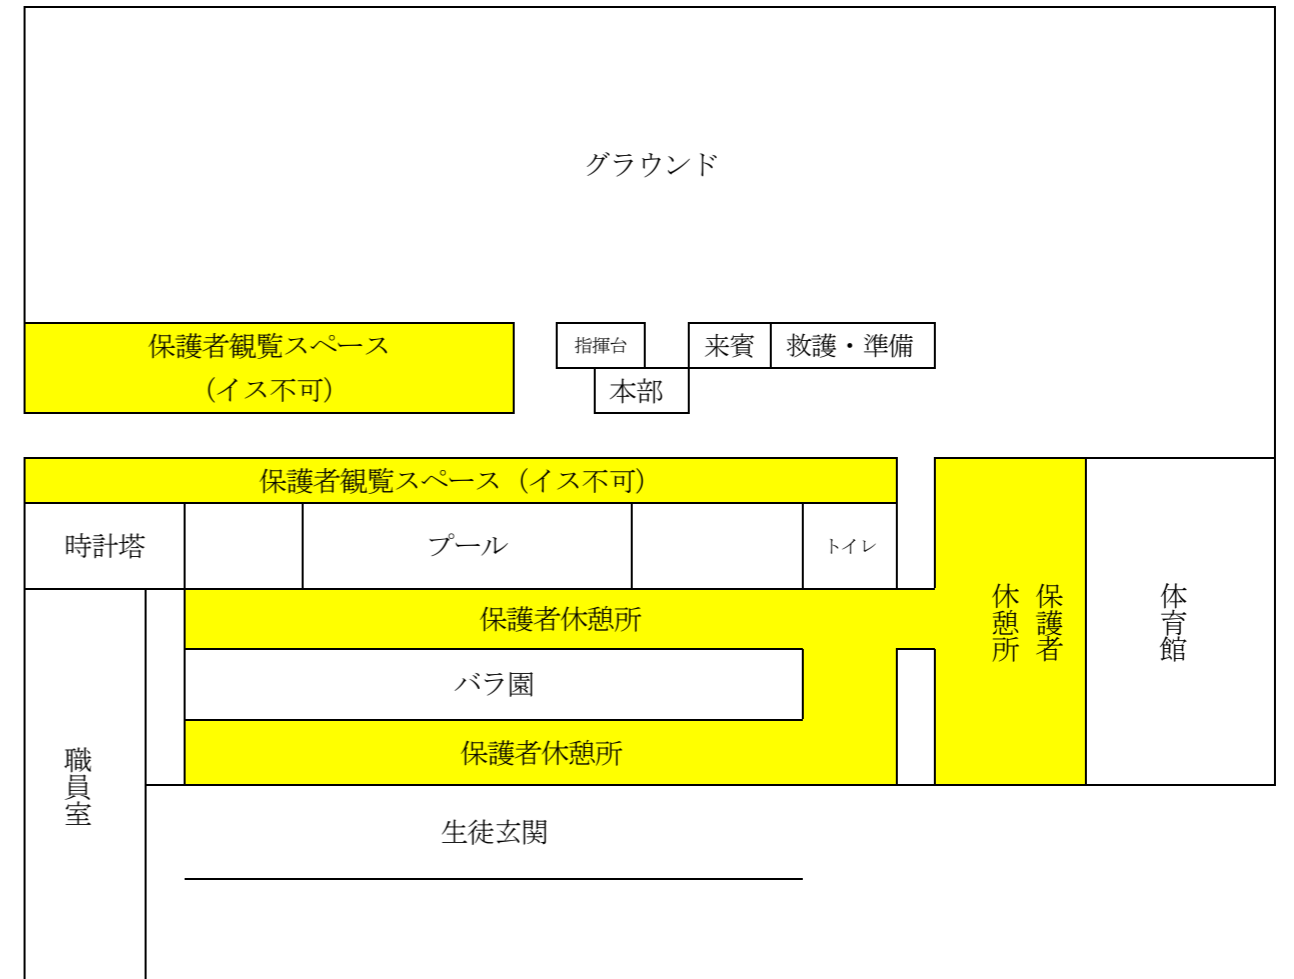 グラウンド
保護者観覧スペース
（イス不可）
指揮台
来賓
救護・準備
本部
保護者観覧スペース（イス不可）
時計塔
プール
トイレ
保護者休憩所
保護者
休憩所
体育館
バラ園
保護者休憩所
職員室
生徒玄関